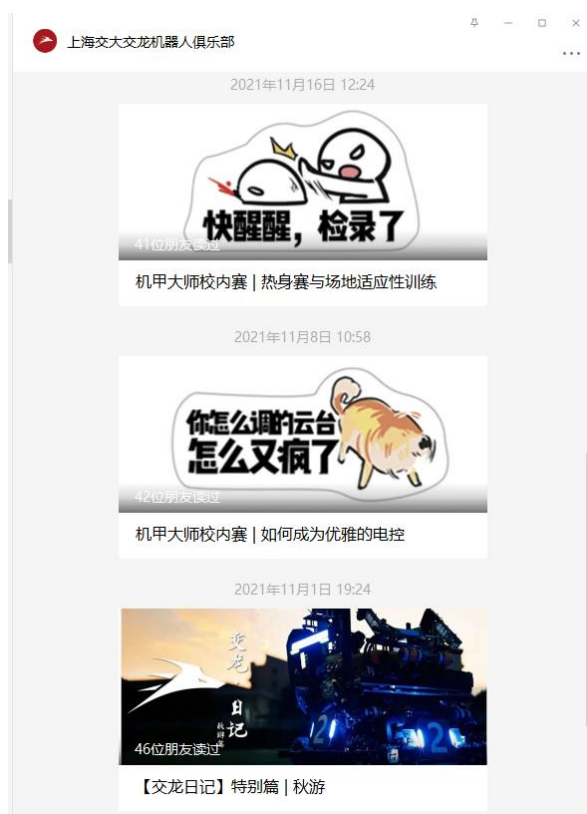 上海交大交龙机器人俱乐部
2021年11月16日 12:24
快醒醒，检录了
41位朋友读过
机甲大师校内赛 | 热身赛与场地适应性训练
2021年11月8日 10:58
你怎么调的云台
怎么又疯了
42位朋友读过
机甲大师校内赛 | 如何成为优雅的电控
2021年11月1日 19:24
交龙·日记
秋游篇
2
2
46位朋友读过
【交龙日记】特别篇 | 秋游